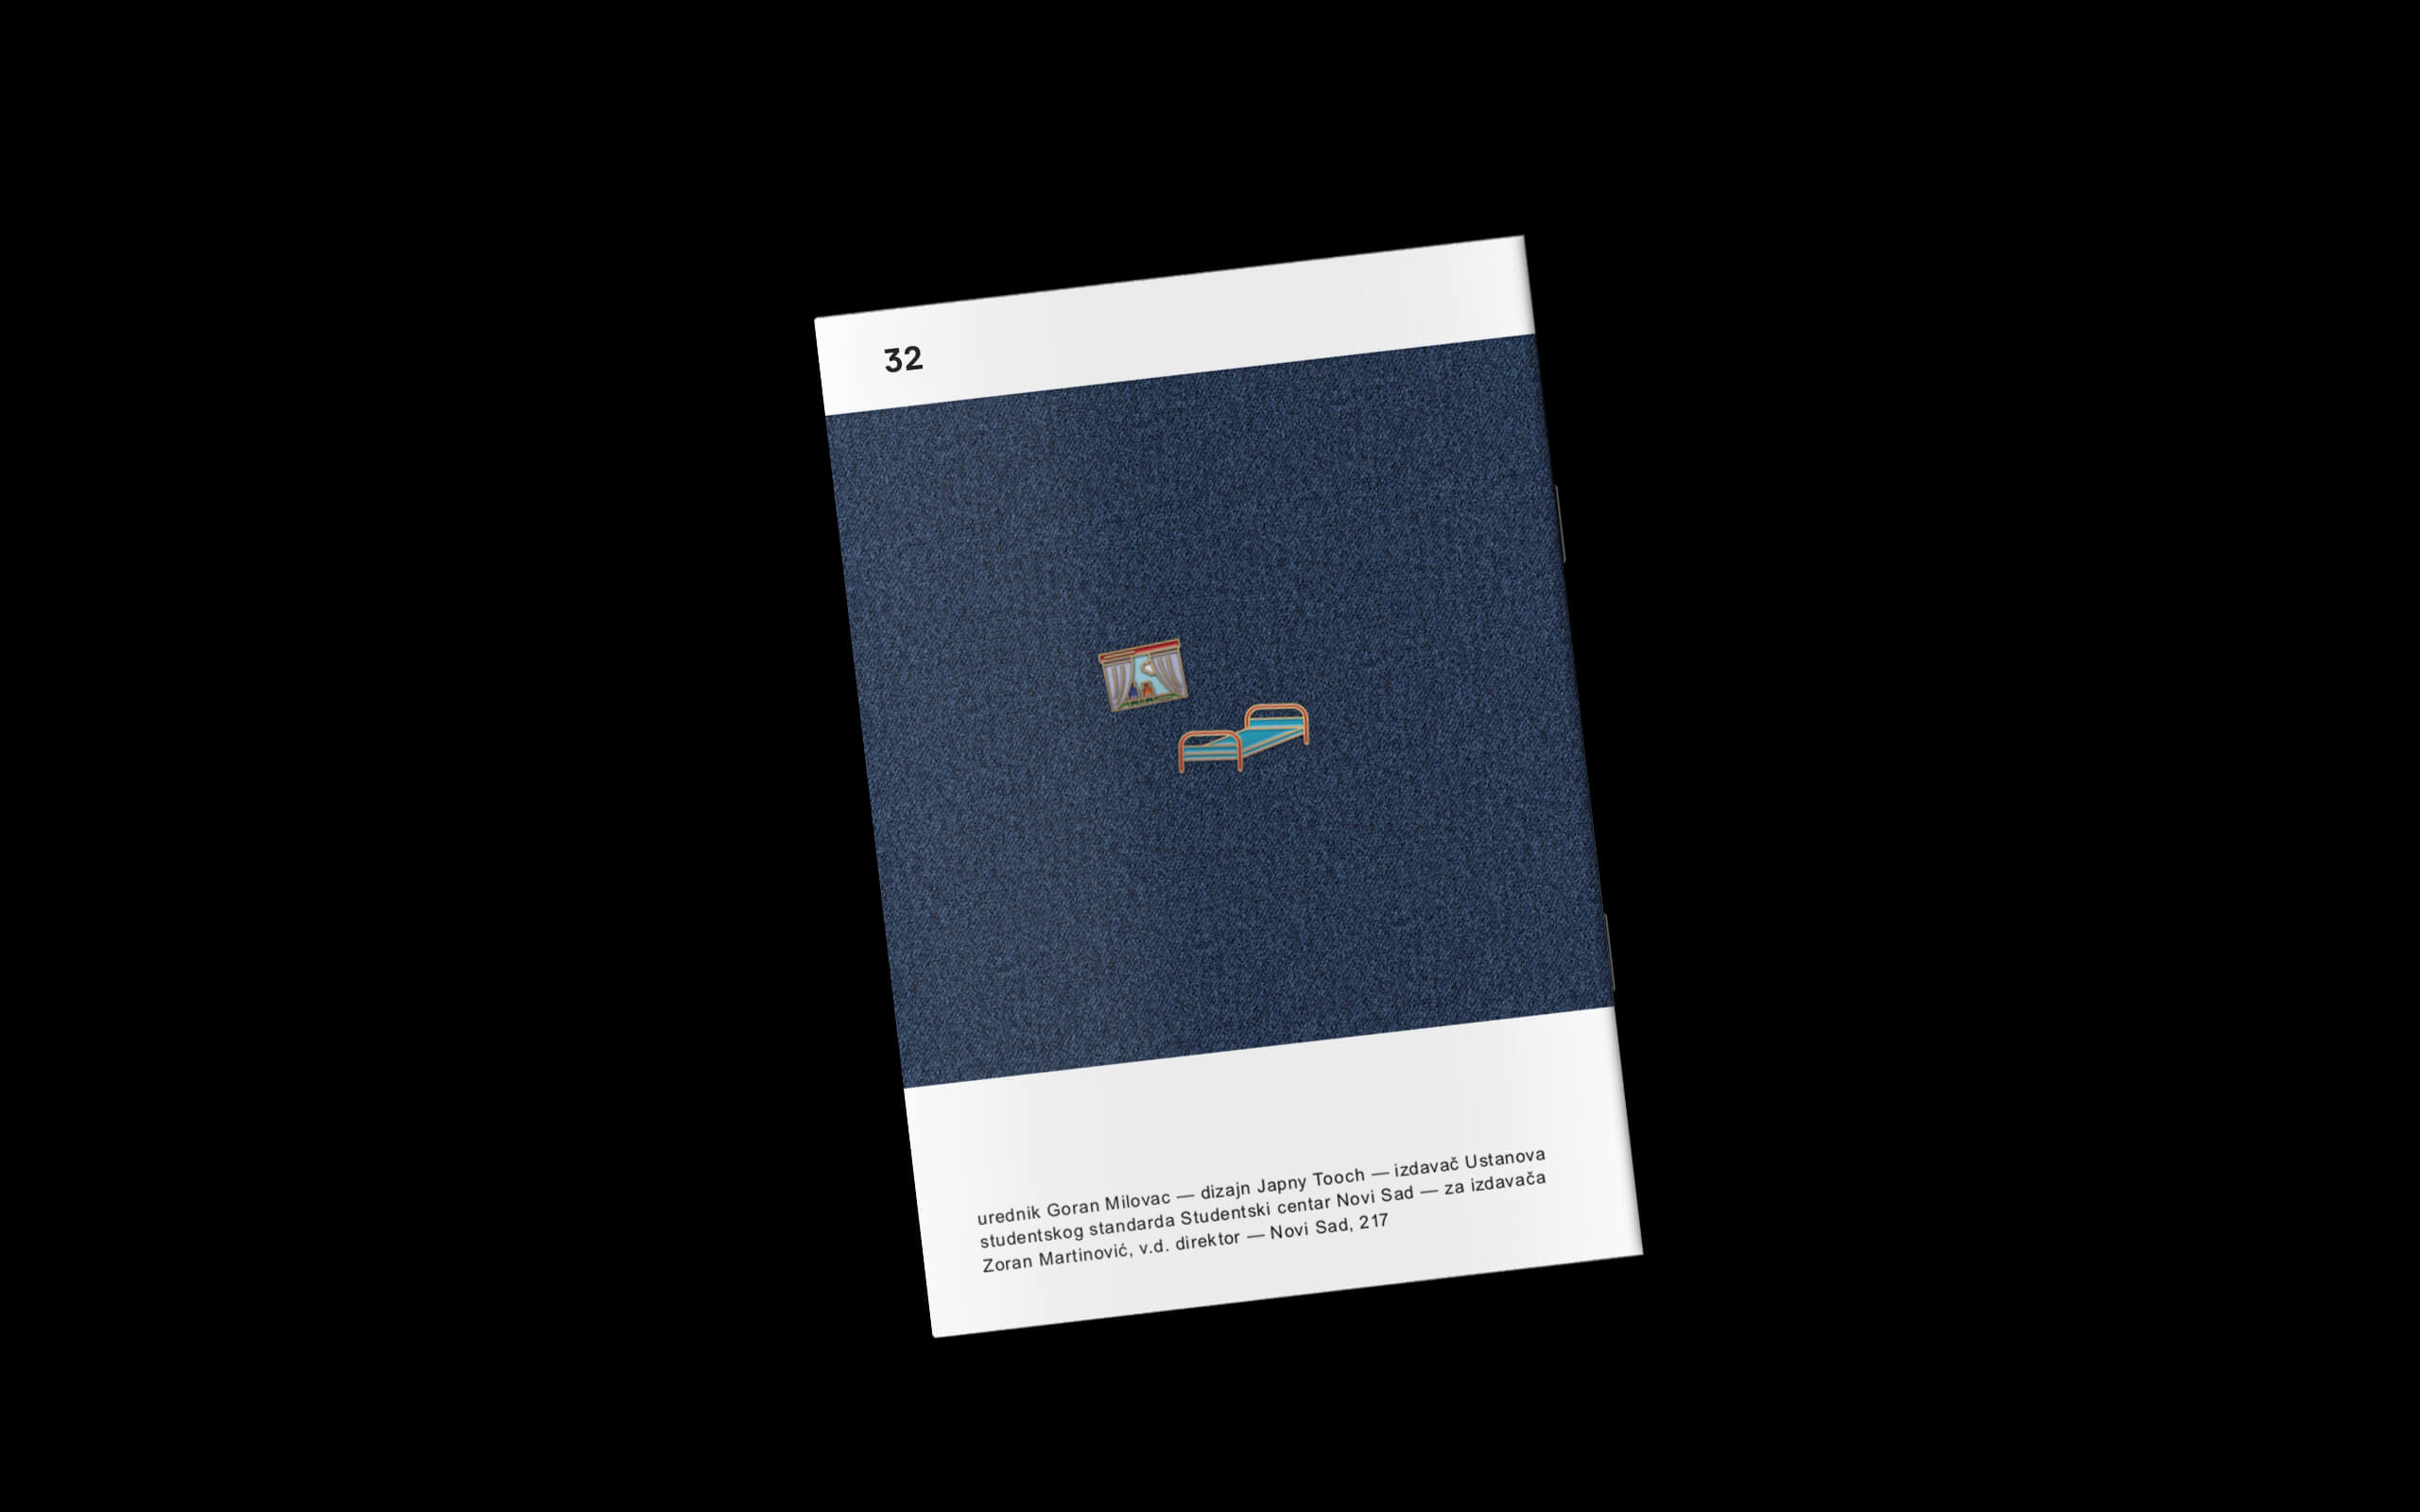 32
urednik Goran Milovac — dizajn Japny Tooch — izdavač Ustanova
studentskog standarda Studentski centar Novi Sad — za izdavača
Zoran Martinović, v.d. direktor — Novi Sad, 217